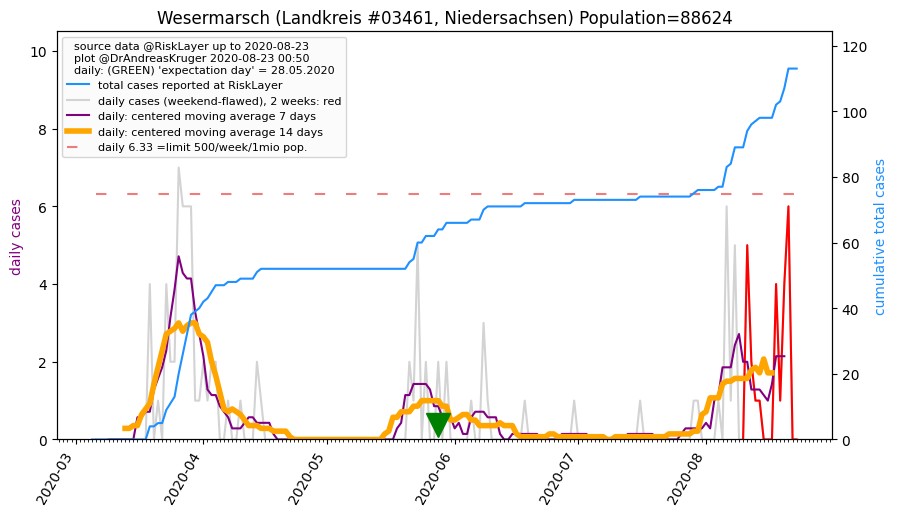 Wesermarsch (Landkreis #03461, Niedersachsen) Population=88624
source data @RiskLayer up to 2020-08-23
plot @DrAndreasKruger 2020-08-23 00:50
daily: (GREEN) 'expectation day' = 28.05.2020
total cases reported at RiskLayer
daily cases (weekend-flawed), 2 weeks: red
daily: centered moving average 7 days
daily: centered moving average 14 days
daily 6.33 =limit 500/week/1mio pop.
daily cases
10
8
6
4
2
0
cumulative total cases
120
100
80
60
40
20
0
2020-03
2020-04
2020-05
2020-06
2020-07
2020-08